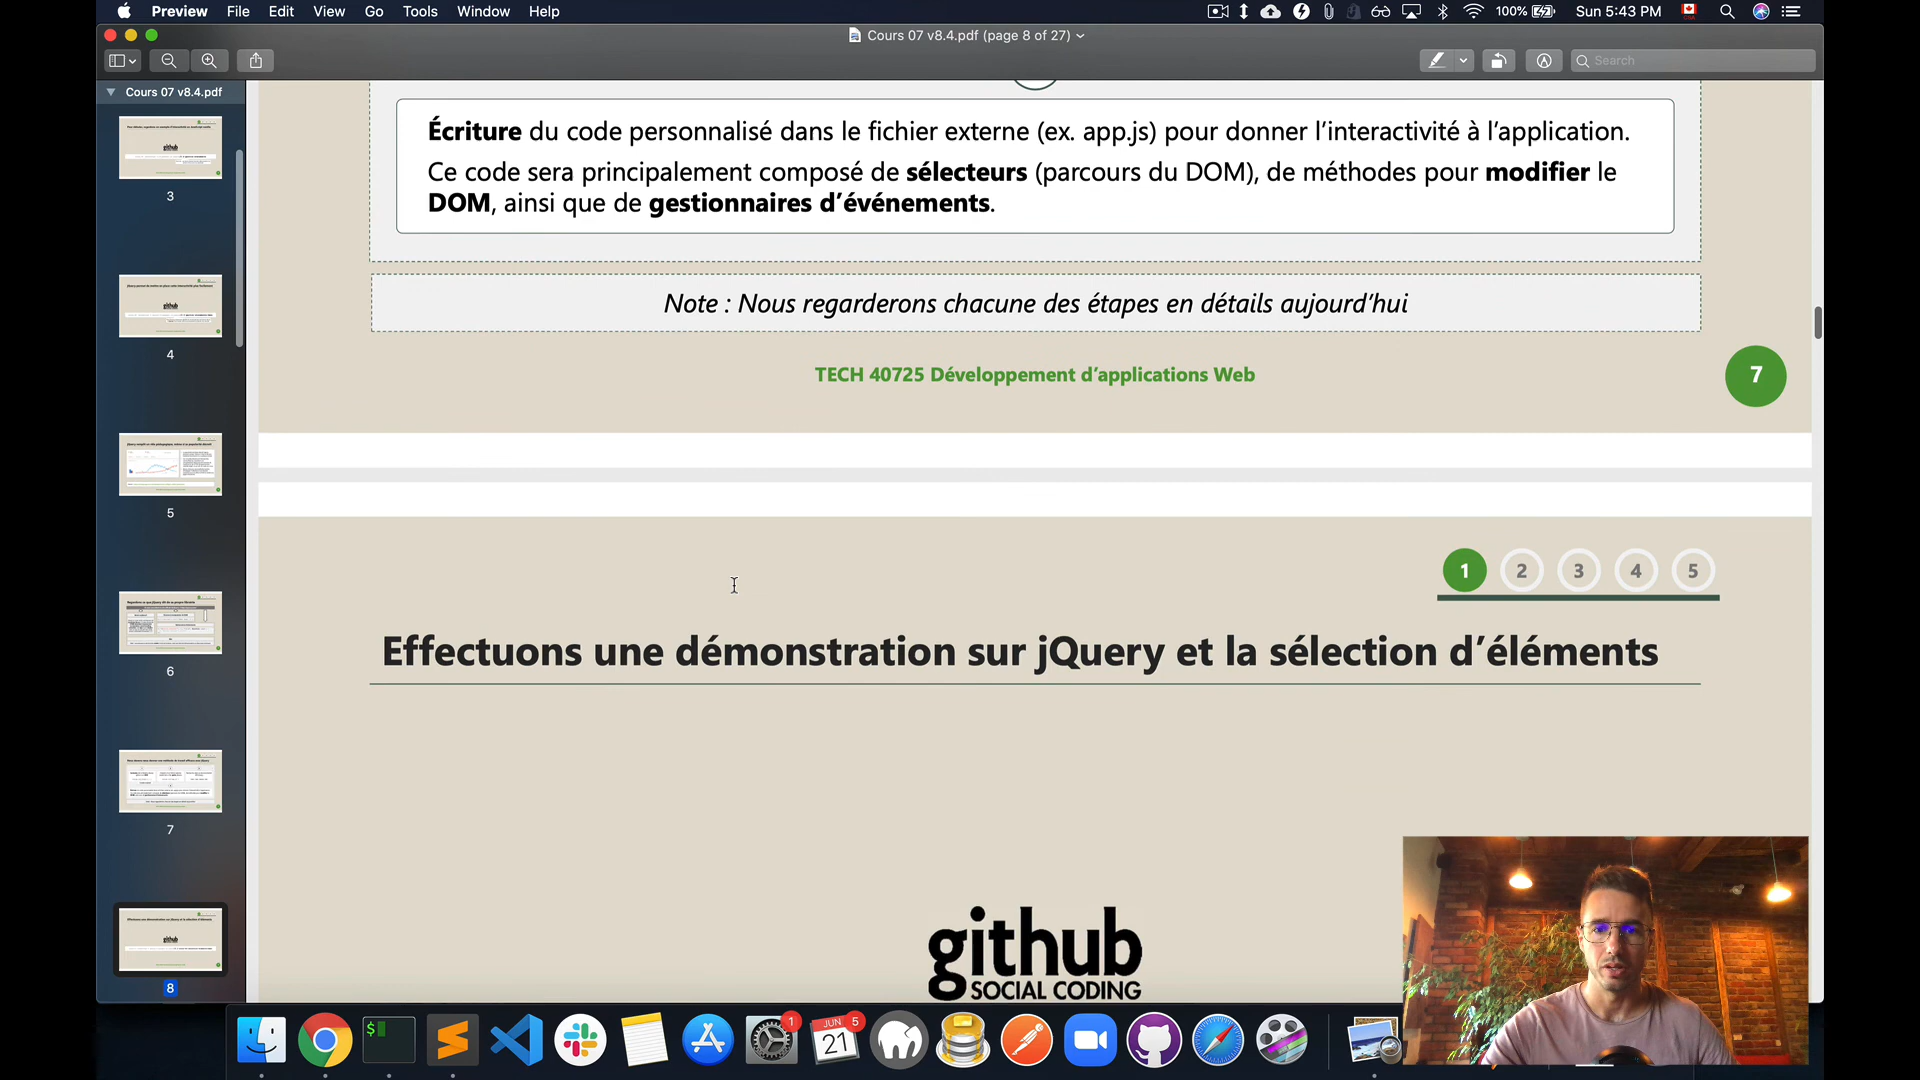 Preview File Edit View Go Tools Window Help
100% Sun 5:43 PM
Cours 07 v8.4.pdf (page 8 of 27)
Search
Cours 07 v8.4.pdf
3
4
5
6
7
8
Écriture du code personnalisé dans le fichier externe (ex. app.js) pour donner l’interactivité à l’application.
Ce code sera principalement composé de sélecteurs (parcours du DOM), de méthodes pour modifier le
DOM, ainsi que de gestionnaires d’événements.
Note : Nous regarderons chacune des étapes en détails aujourd’hui
TECH 40725 Développement d’applications Web
7
1 2 3 4 5
Effectuons une démonstration sur jQuery et la sélection d’éléments
github
SOCIAL CODING
$
1
JUN 5
21